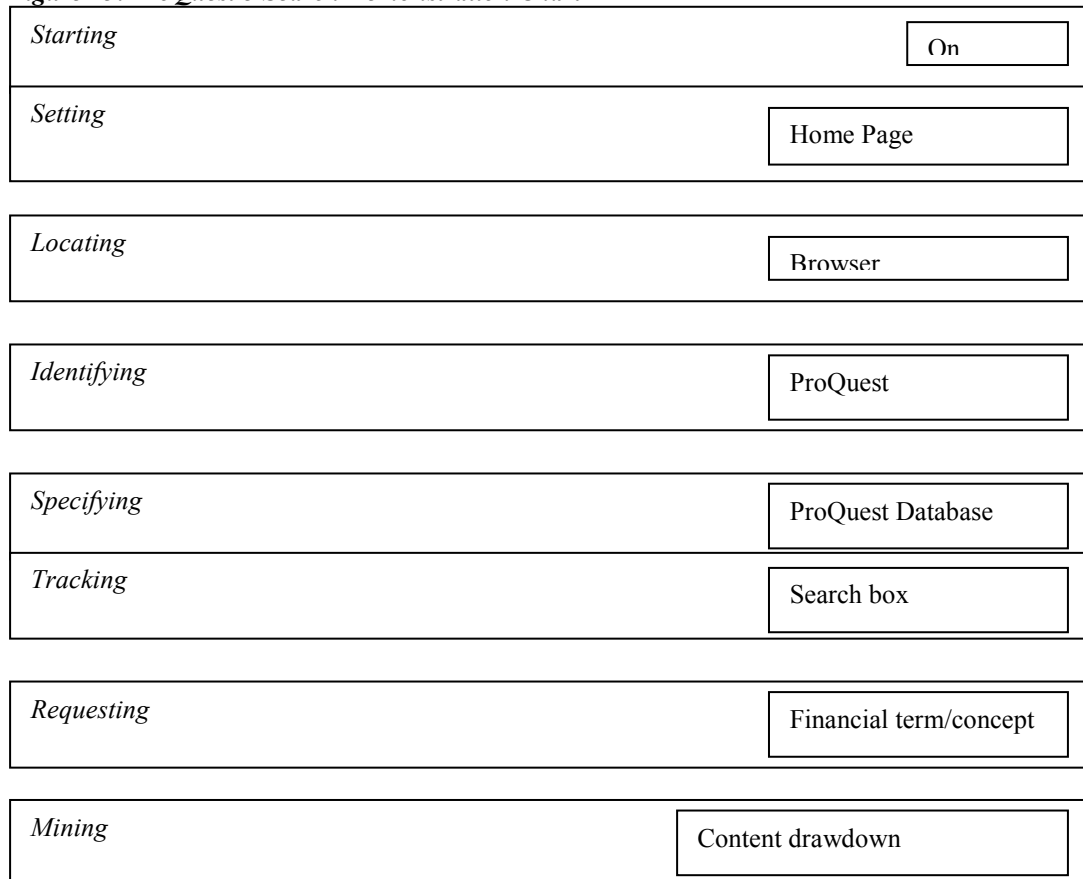 Starting
On
Setting
Home Page
Locating
Browser
Identifying
ProQuest
Specifying
ProQuest Database
Tracking
Search box
Requesting
Financial term/concept
Mining
Content drawdown